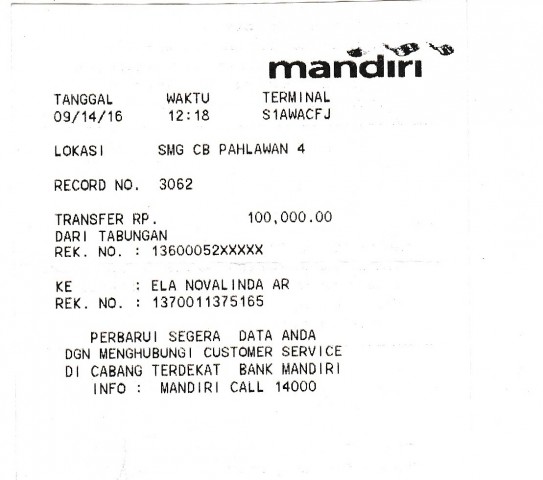 mandiri
TANGGAL WAKTU TERMINAL
09/14/16 12:18 S1AWACFJ
LOKASI SMG CB PAHLAWAN 4
RECORD NO. 3062
TRANSFER RP. 100,000.00
DARI TABUNGAN
REK. NO. : 13600052XXXXX
KE : ELA NOVALINDA AR
REK. NO. : 1370011375165
PERBARUI SEGERA DATA ANDA
DGN MENGHUBUNGI CUSTOMER SERVICE
DI CABANG TERDEKAT BANK MANDIRI
INFO : MANDIRI CALL 14000